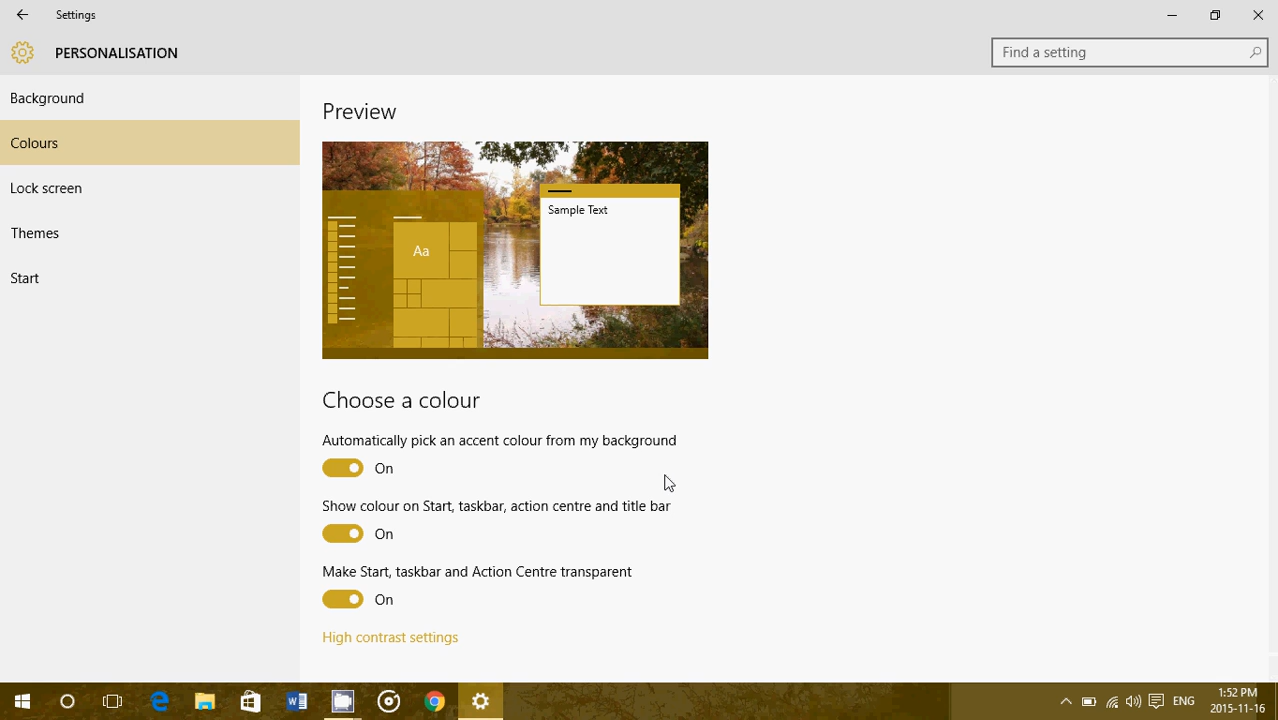 Settings
PERSONALISATION
Find a setting
Background
Colours
Lock screen
Themes
Start
Preview
Sample Text
Aa
Choose a colour
Automatically pick an accent colour from my background
On
Show colour on Start, taskbar, action centre and title bar
On
Make Start, taskbar and Action Centre transparent
On
High contrast settings
ENG
1:52 PM
2015-11-16